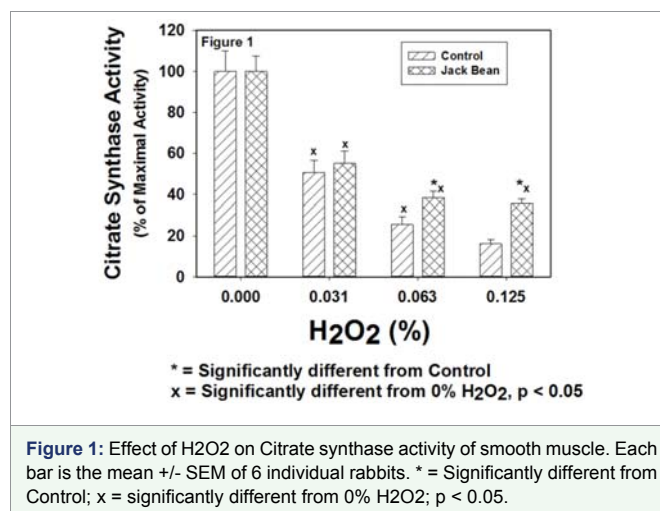 Figure 1
Control
Jack Bean
Citrate Synthase Activity
(% of Maximal Activity)
120
100
80
60
40
20
0
x
x
x
*x
*x
0.000 0.031 0.063 0.125
H2O2 (%)
* = Significantly different from Control
x = Significantly different from 0% H2O2, p < 0.05
Figure 1: Effect of H2O2 on Citrate synthase activity of smooth muscle. Each
bar is the mean +/- SEM of 6 individual rabbits. * = Significantly different from
Control; x = significantly different from 0% H2O2; p < 0.05.